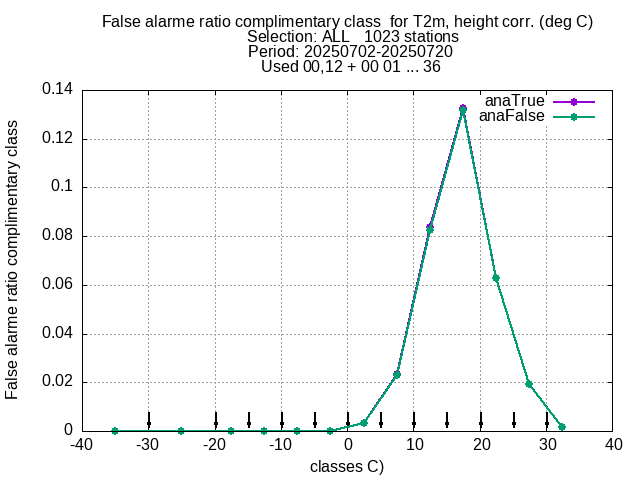 False alarme ratio complimentary class  for T2m, height corr. (deg C)
Selection: ALL   1023 stations
Period: 20250702-20250720
Used 00,12 + 00 01 ... 36
anaTrue
anaFalse
False alarme ratio complimentary class
0.14
0.12
0.1
0.08
0.06
0.04
0.02
0
-40 -30 -20 -10 0 10 20 30 40
classes C)